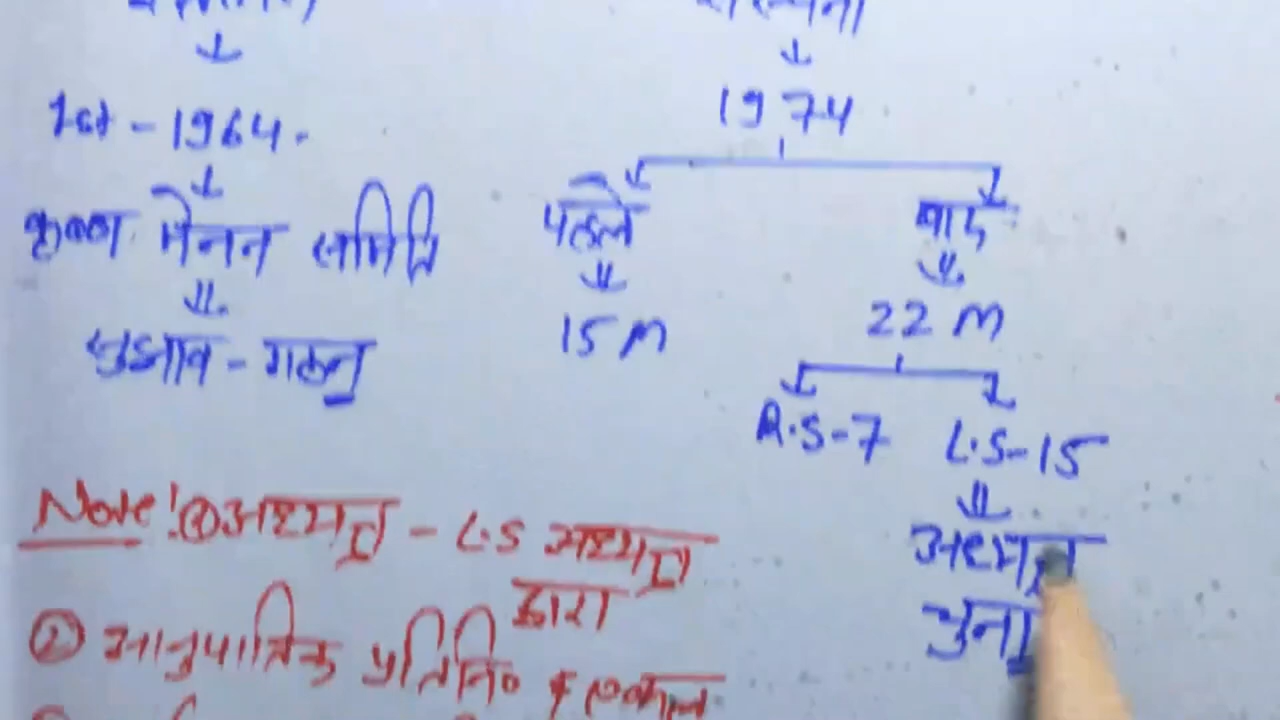 1st - 1964.
कृष्णा मेनन समिति
सुझाव - गठन
1974
पहले
बाद
15 M
22 M
R.S-7
L.S-15
अध्यक्ष
चुना
Note! ① अध्यक्ष - L.S अध्यक्ष
द्वारा
② आनुपातिक प्रतिनि०